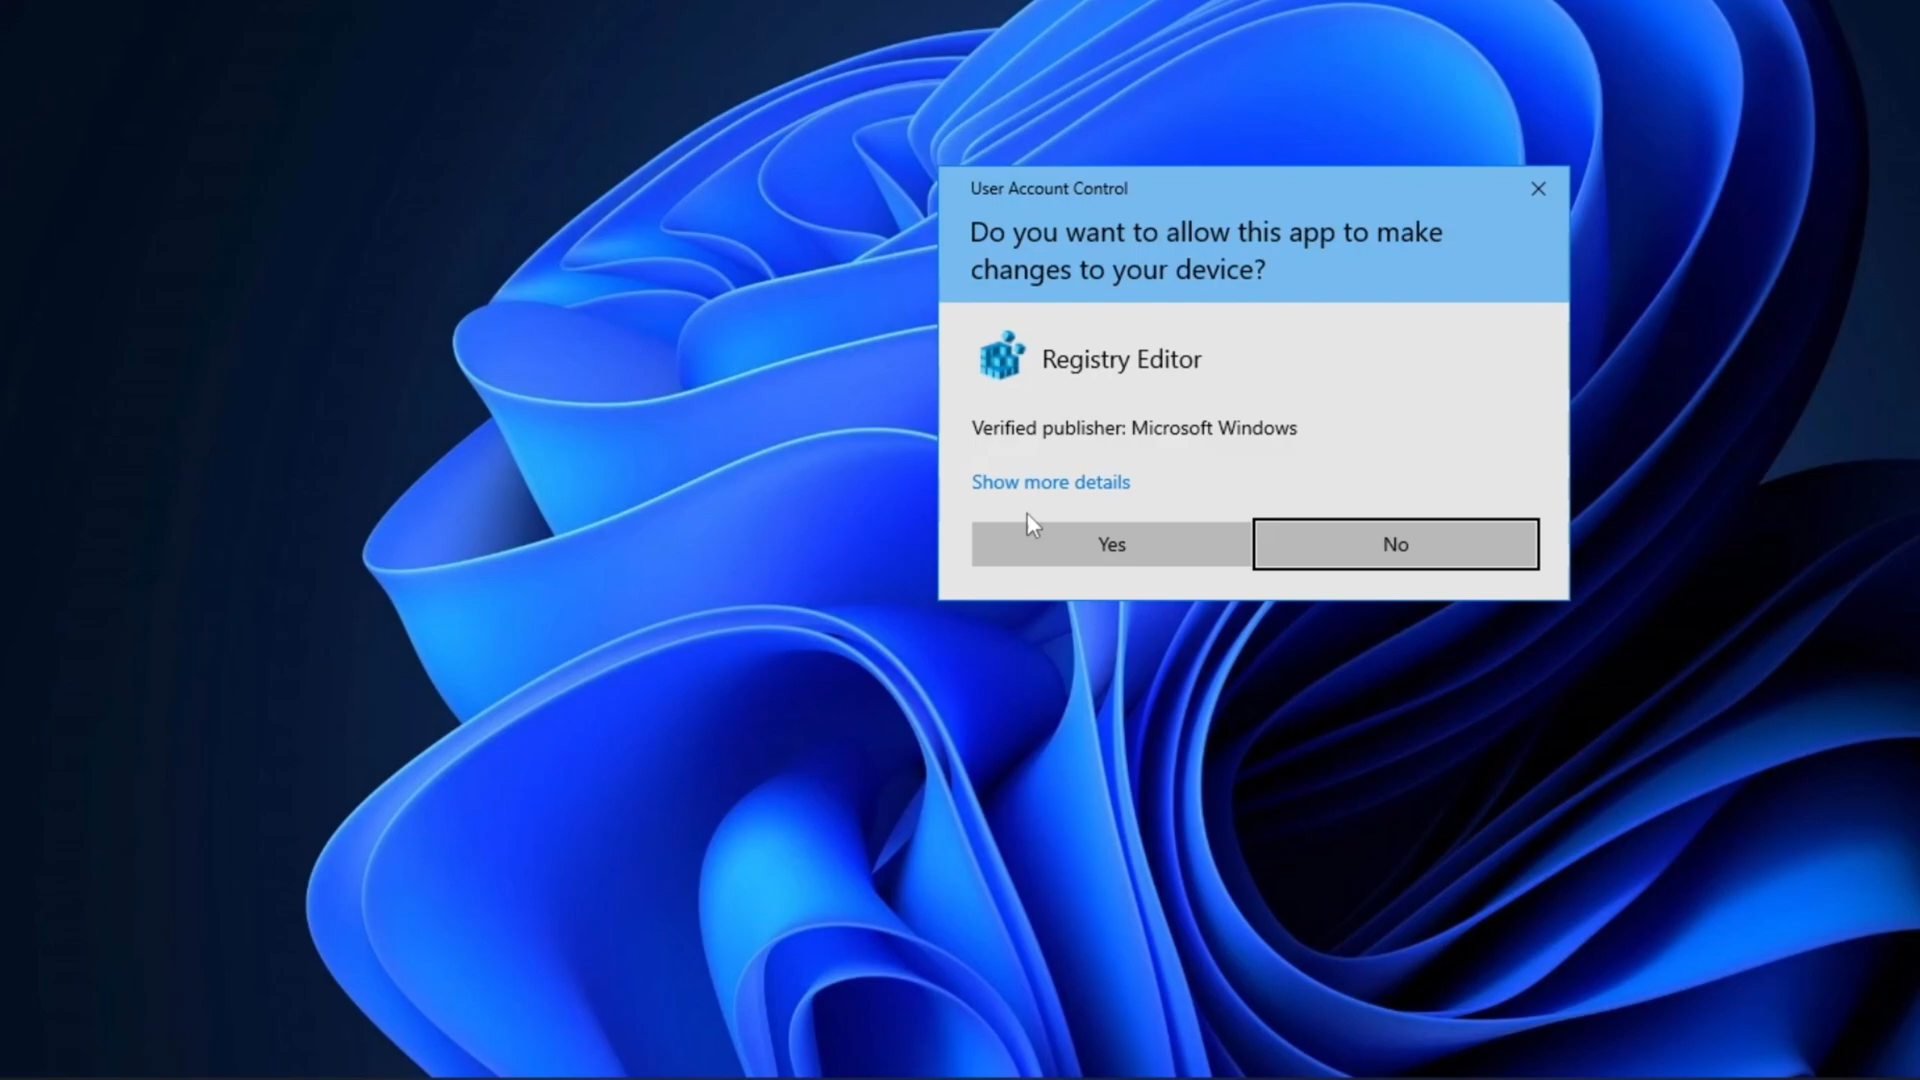 User Account Control
Do you want to allow this app to make
changes to your device?
Registry Editor
Verified publisher: Microsoft Windows
Show more details
Yes
No